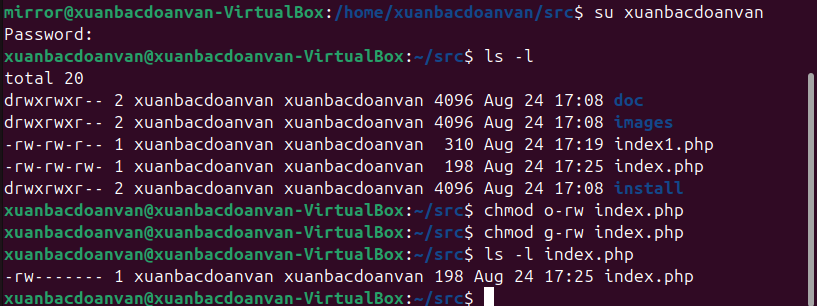 mirror@xuanbacdoanvan-VirtualBox:/home/xuanbacdoanvan/src$ su xuanbacdoanvan
Password:
xuanbacdoanvan@xuanbacdoanvan-VirtualBox:~/src$ ls -l
total 20
drwxrwxr-- 2 xuanbacdoanvan xuanbacdoanvan 4096 Aug 24 17:08 doc
drwxrwxr-- 2 xuanbacdoanvan xuanbacdoanvan 4096 Aug 24 17:08 images
-rw-rw-r-- 1 xuanbacdoanvan xuanbacdoanvan  310 Aug 24 17:19 index1.php
-rw-rw-rw- 1 xuanbacdoanvan xuanbacdoanvan  198 Aug 24 17:25 index.php
drwxrwxr-- 2 xuanbacdoanvan xuanbacdoanvan 4096 Aug 24 17:08 install
xuanbacdoanvan@xuanbacdoanvan-VirtualBox:~/src$ chmod o-rw index.php
xuanbacdoanvan@xuanbacdoanvan-VirtualBox:~/src$ chmod g-rw index.php
xuanbacdoanvan@xuanbacdoanvan-VirtualBox:~/src$ ls -l index.php
-rw------- 1 xuanbacdoanvan xuanbacdoanvan 198 Aug 24 17:25 index.php
xuanbacdoanvan@xuanbacdoanvan-VirtualBox:~/src$